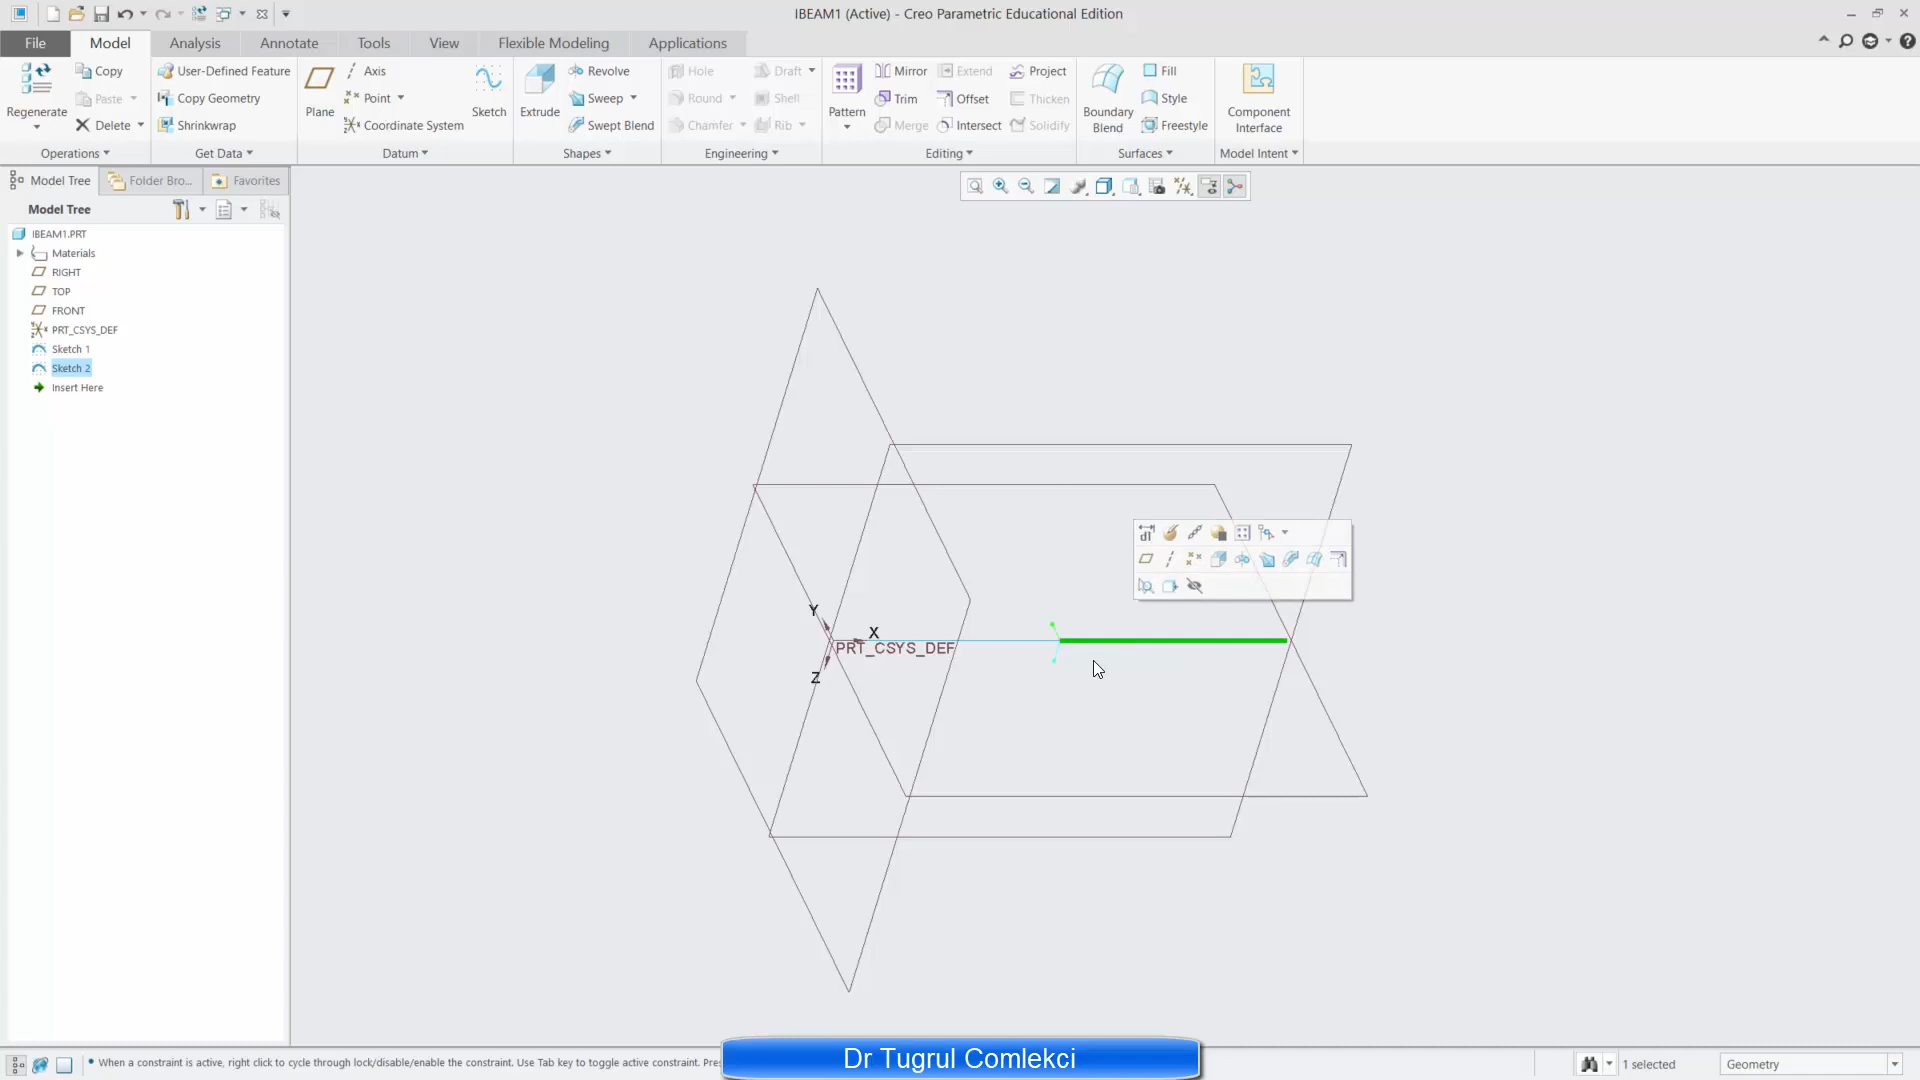 IBEAM1 (Active) - Creo Parametric Educational Edition
File Model Analysis Annotate Tools View Flexible Modeling Applications
Regenerate
Copy
Paste
Delete
Operations
User-Defined Feature
Copy Geometry
Shrinkwrap
Get Data
Plane
Axis
Point
Coordinate System
Sketch
Datum
Extrude
Revolve
Sweep
Swept Blend
Shapes
Hole
Round
Chamfer
Draft
Shell
Rib
Engineering
Pattern
Mirror
Trim
Merge
Extend
Offset
Intersect
Project
Thicken
Solidify
Editing
Boundary
Blend
Fill
Style
Freestyle
Surfaces
Component
Interface
Model Intent
Model Tree Folder Bro... Favorites
Model Tree
IBEAM1.PRT
Materials
RIGHT
TOP
FRONT
PRT_CSYS_DEF
Sketch 1
Sketch 2
Insert Here
Y
X
PRT_CSYS_DEF
Z
When a constraint is active, right click to cycle through lock/disable/enable the constraint. Use Tab key to toggle active constraint. Pre
Dr Tugrul Comlekci
1 selected
Geometry